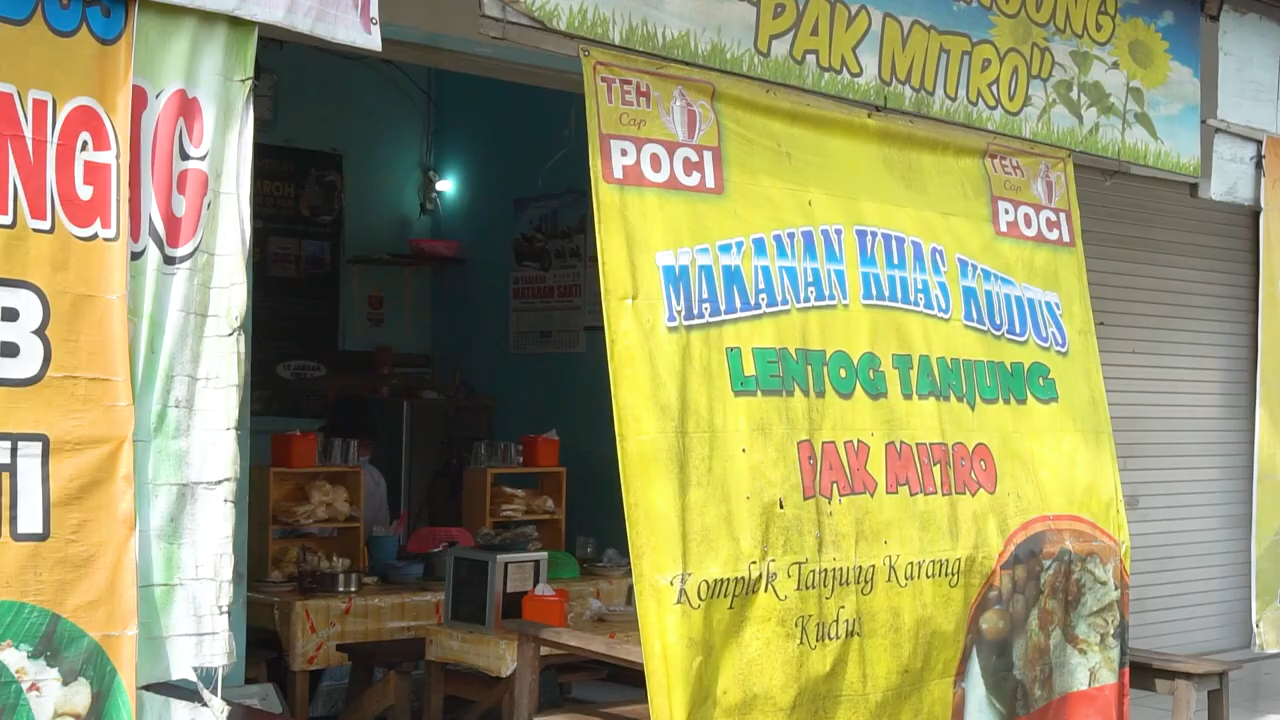 NG
B
TI
G
UNG
PAK MITRO"
TEH
Cap
POCI
TEH
Cap
POCI
MAKANAN KHAS KUDUS
LENTOG TANJUNG
PAK MITRO
Komplek Tanjung Karang
Kudus
MATARAM SAKTI